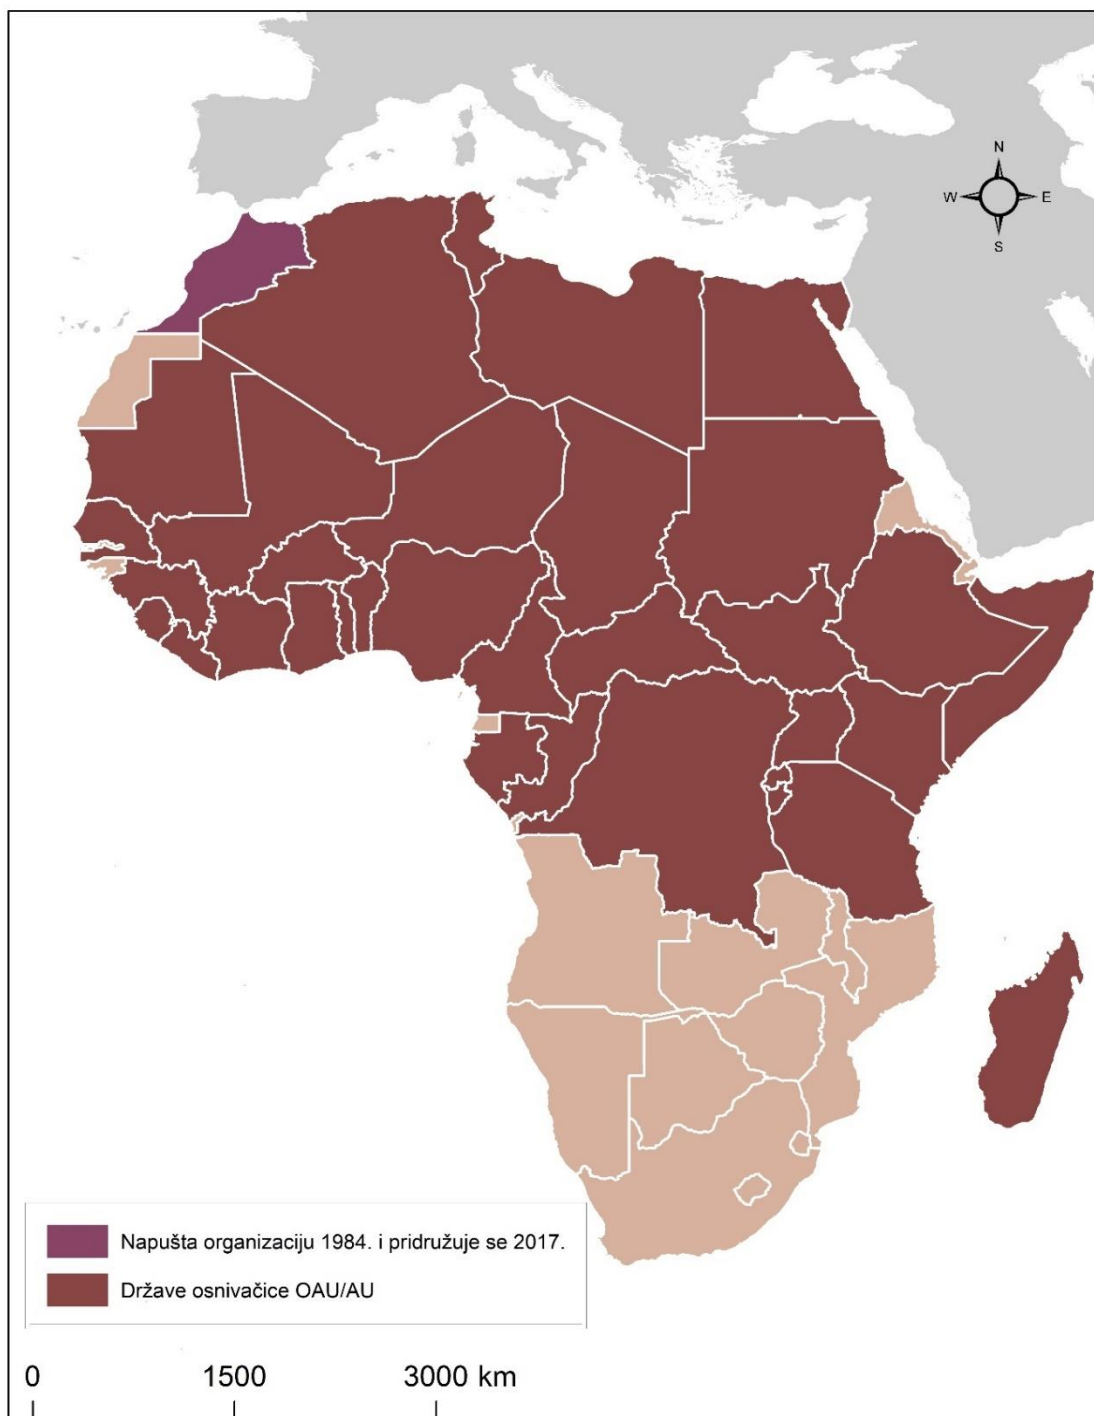 N
W E
S
Napušta organizaciju 1984. i pridružuje se 2017.
Države osnivačice OAU/AU
0 1500 3000 km